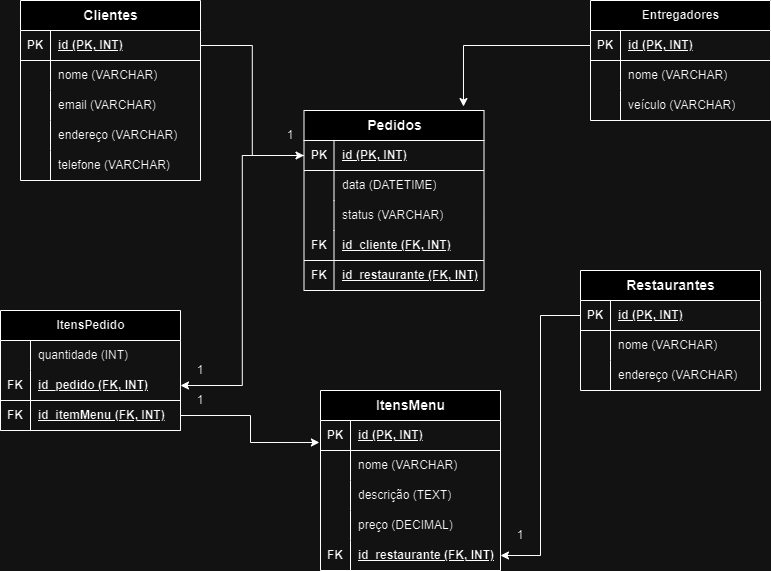 Clientes
PK id (PK, INT)
nome (VARCHAR)
email (VARCHAR)
endereço (VARCHAR)
telefone (VARCHAR)
Entregadores
PK id (PK, INT)
nome (VARCHAR)
veículo (VARCHAR)
1
Pedidos
PK id (PK, INT)
data (DATETIME)
status (VARCHAR)
FK id_cliente (FK, INT)
FK id_restaurante (FK, INT)
Restaurantes
PK id (PK, INT)
nome (VARCHAR)
endereço (VARCHAR)
ItensPedido
quantidade (INT)
FK id_pedido (FK, INT)
FK id_itemMenu (FK, INT)
1
1
ItensMenu
PK id (PK, INT)
nome (VARCHAR)
descrição (TEXT)
preço (DECIMAL)
FK id_restaurante (FK, INT)
1